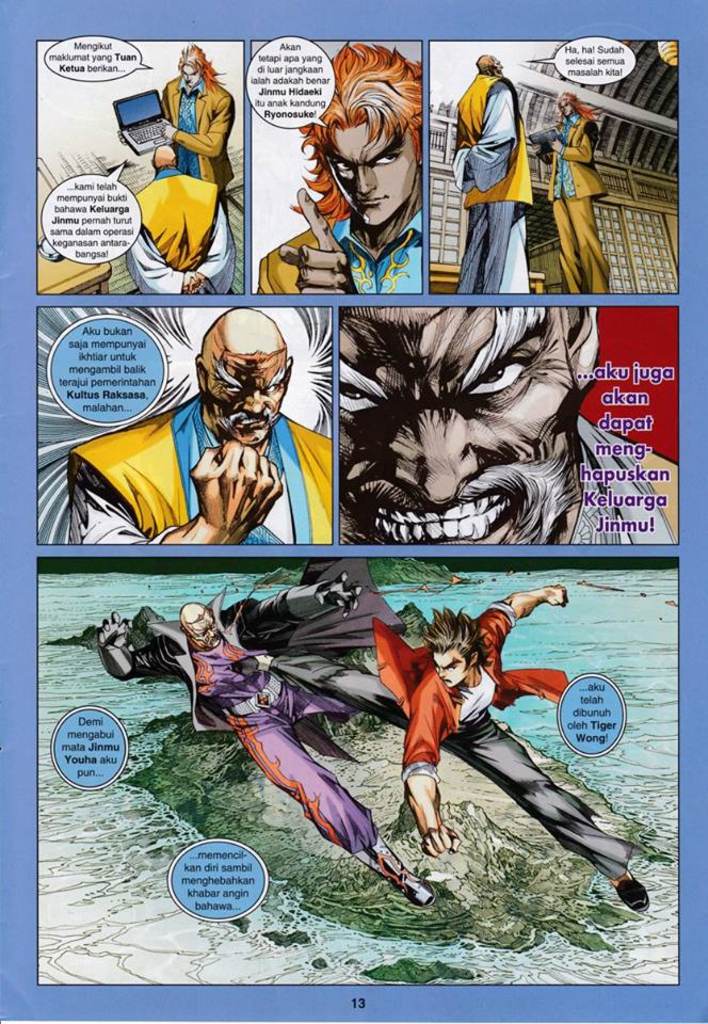 Mengikut
maklumat yang Tuan
Ketua berikan...
...kami telah
mempunyai bukti
bahawa Keluarga
Jinmu pernah turut
sama dalam operasi
keganasan antara-
bangsa!
Akan
tetapi apa yang
di luar jangkaan
ialah adakah benar
Jinmu Hidaeki
itu anak kandung
Ryonosuke!
Ha, ha! Sudah
selesai semua
masalah kita!
Aku bukan
saja mempunyai
ikhtiar untuk
mengambil balik
teraju pemerintahan
Kultus Raksasa,
malahan...
...aku juga
akan
dapat
meng-
hapuskan
Keluarga
Jinmu!
Demi
mengabui
mata Jinmu
Youha aku
pun...
...memencil-
kan diri sambil
menghebahkan
khabar angin
bahawa...
...aku
telah
dibunuh
oleh Tiger
Wong!
13